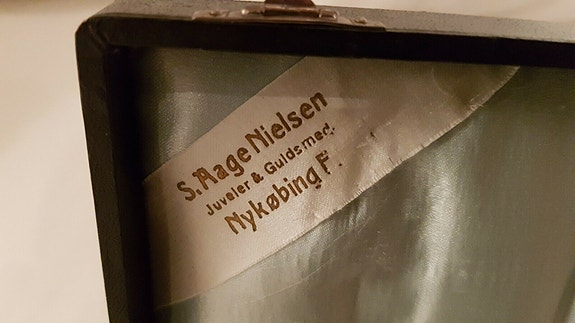 S. Aage Nielsen
Juveler & Guldsmed.
Nykøbing F.